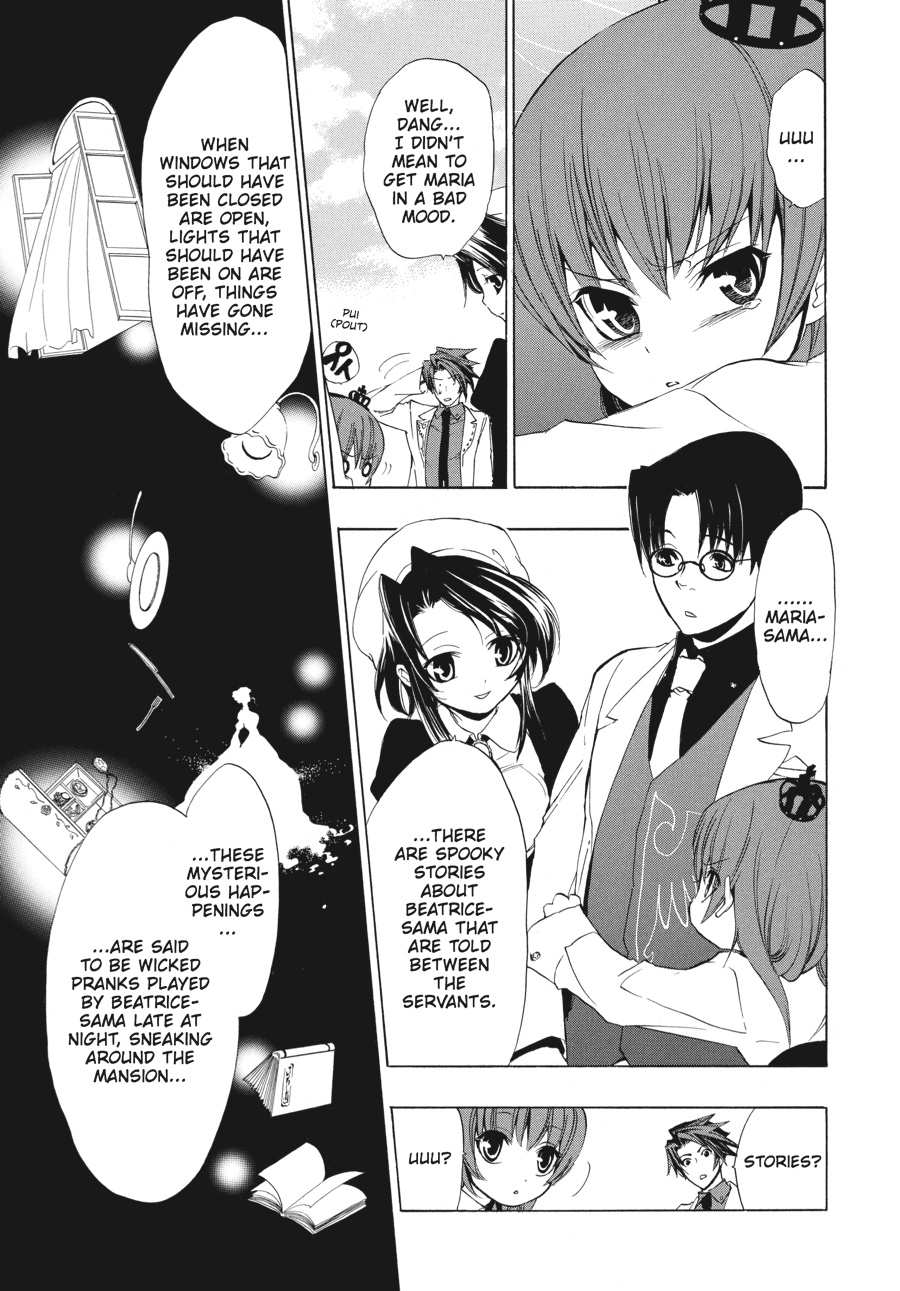 UUU
...
WELL,
DANG...
I DIDN'T
MEAN TO
GET MARIA
IN A BAD
MOOD.
PUI
(POUT)
プイ
......
MARIA-
SAMA...
...THERE
ARE SPOOKY
STORIES
ABOUT
BEATRICE-
SAMA THAT
ARE TOLD
BETWEEN
THE
SERVANTS.
STORIES?
UUU?
WHEN
WINDOWS THAT
SHOULD HAVE
BEEN CLOSED
ARE OPEN,
LIGHTS THAT
SHOULD HAVE
BEEN ON ARE
OFF, THINGS
HAVE GONE
MISSING...
...THESE
MYSTERI-
OUS HAP-
PENINGS
...
...ARE SAID
TO BE WICKED
PRANKS PLAYED
BY BEATRICE-
SAMA LATE AT
NIGHT, SNEAKING
AROUND THE
MANSION...